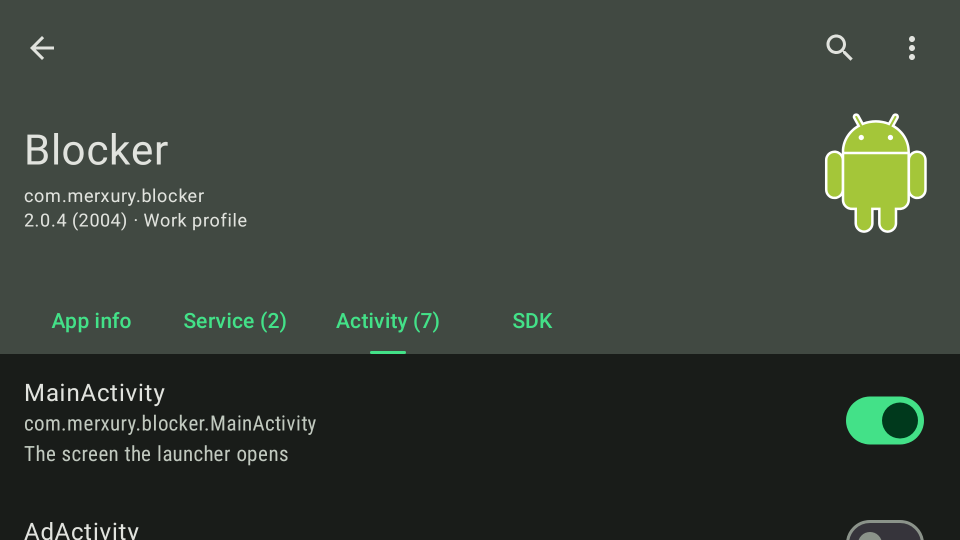 Blocker
com.merxury.blocker
2.0.4 (2004) · Work profile
App info
Service (2)
Activity (7)
SDK
MainActivity
com.merxury.blocker.MainActivity
The screen the launcher opens
AdActivity